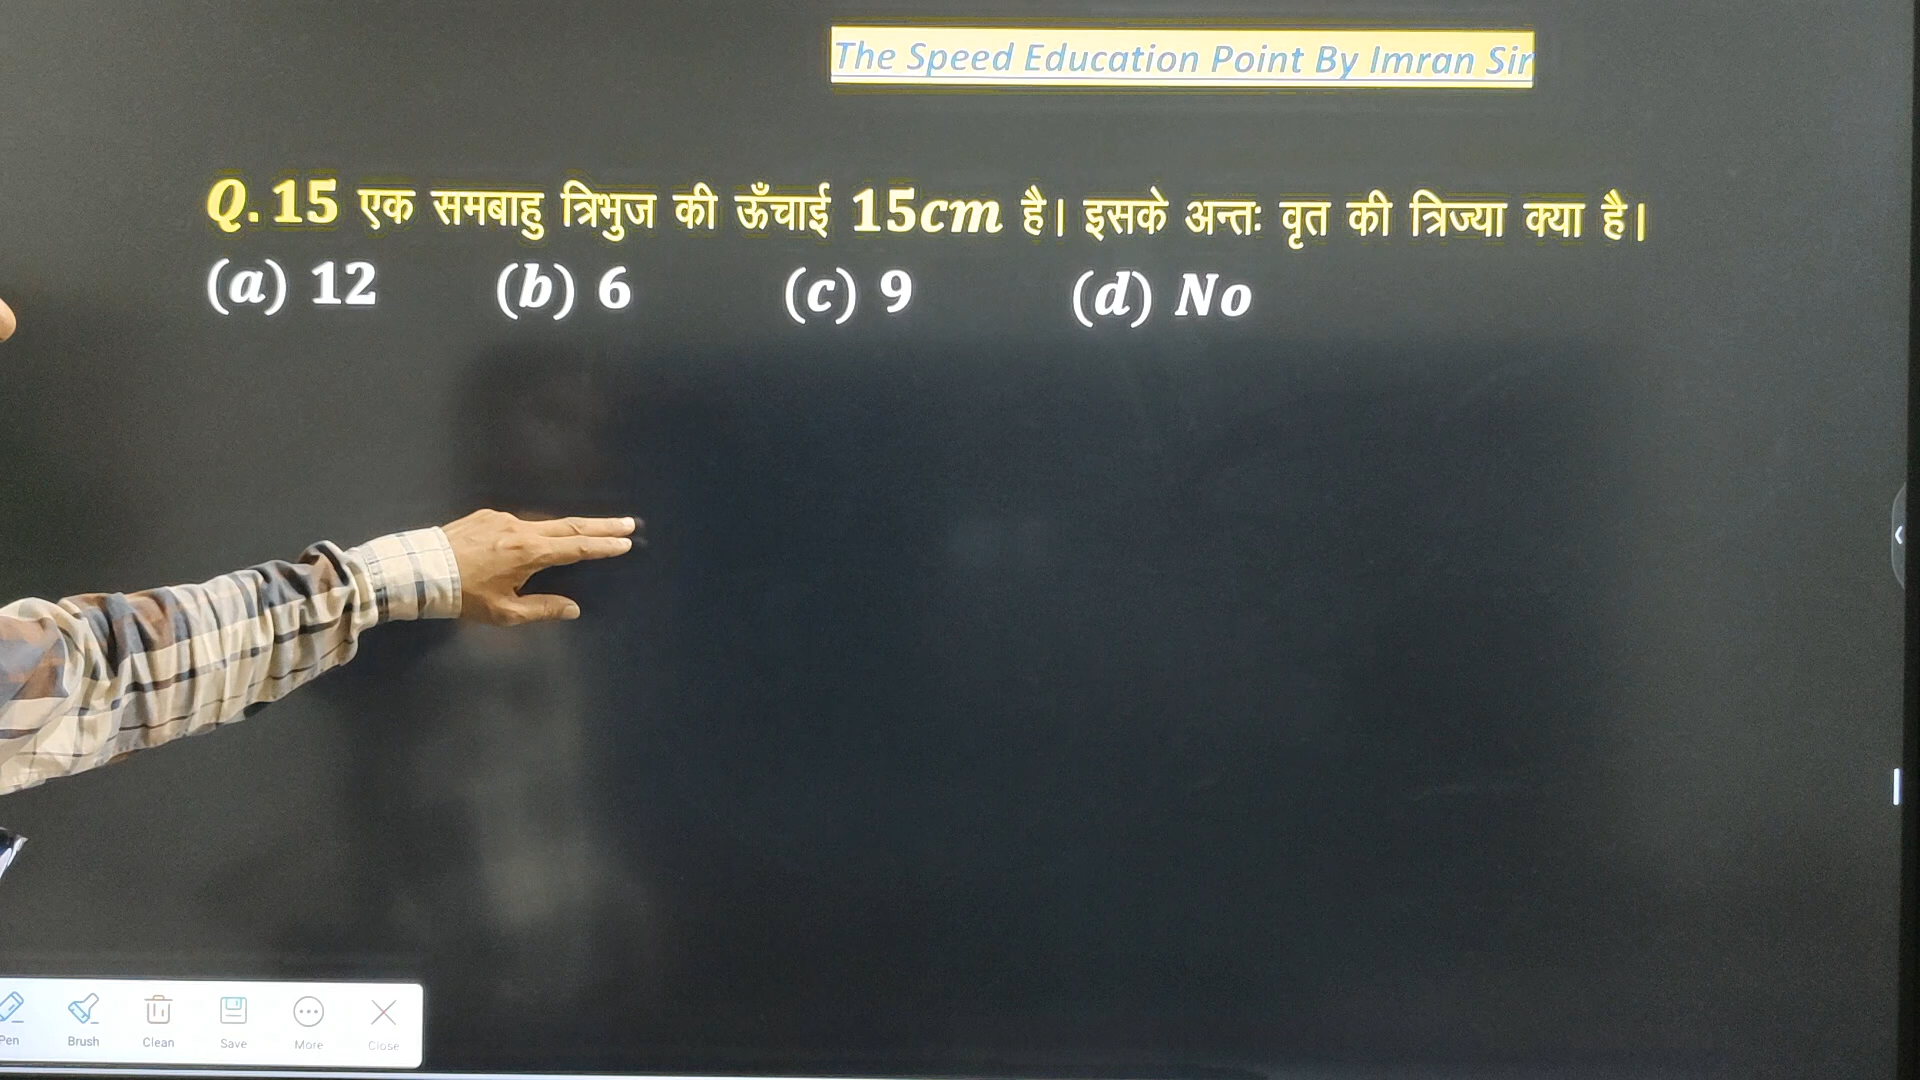 The Speed Education Point By Imran Sir
Q. 15 एक समबाहु त्रिभुज की ऊँचाई 15cm है। इसके अन्तः वृत की त्रिज्या क्या है।
(a) 12 (b) 6 (c) 9 (d) No
Pen Brush Clean Save More Close